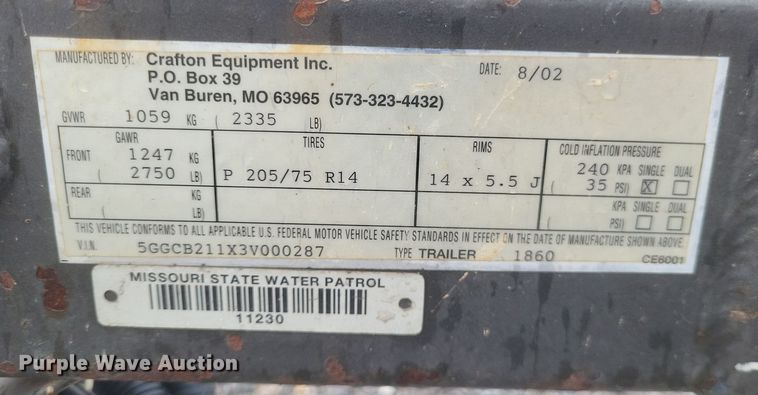 MANUFACTURED BY: Crafton Equipment Inc. DATE: 8/02
P.O. Box 39
Van Buren, MO 63965 (573-323-4432)
GVWR 1059 KG ( 2335 LB)
GAWR TIRES RIMS COLD INFLATION PRESSURE
FRONT 1247 KG P 205/75 R14 14 x 5.5 J 240 KPA SINGLE DUAL
( 2750 LB) ( 35 PSI) X
REAR KG KPA SINGLE DUAL
( LB) ( PSI)
THIS VEHICLE CONFORMS TO ALL APPLICABLE U.S. FEDERAL MOTOR VEHICLE SAFETY STANDARDS IN EFFECT ON THE DATE OF MANUFACTURE SHOWN ABOVE.
V.I.N. 5GGCB211X3V000287 TYPE TRAILER 1860 CE6001
MISSOURI STATE WATER PATROL
11230
Purple Wave Auction